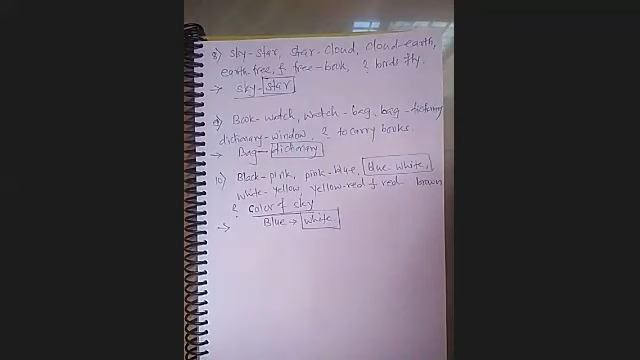 8) sky-star, star-cloud, cloud-earth,
earth-tree, & tree-book, ? birds fly.
→ sky-star
9) Book-watch, watch-bag, bag-dictionary
dictionary-window, ? to carry books.
→ Bag-dictionary
10) Black-pink, pink-blue, blue-white,
white-yellow, yellow-red & red- brown
? Color of sky
→ Blue → white